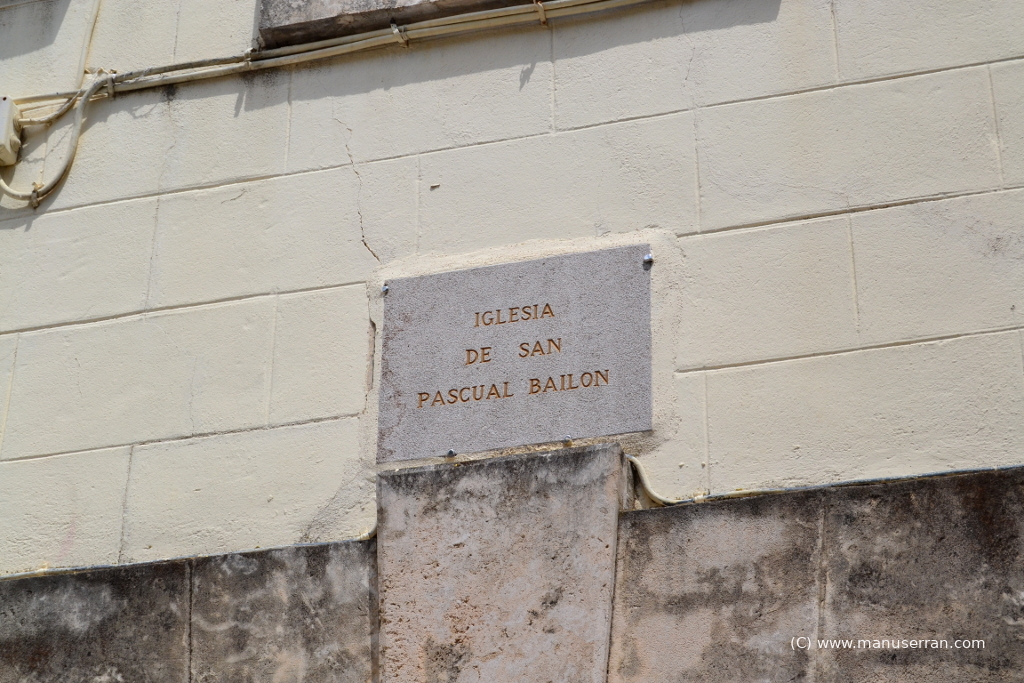 IGLESIA
DE SAN
PASCUAL BAILON
(C) www.manuserran.com